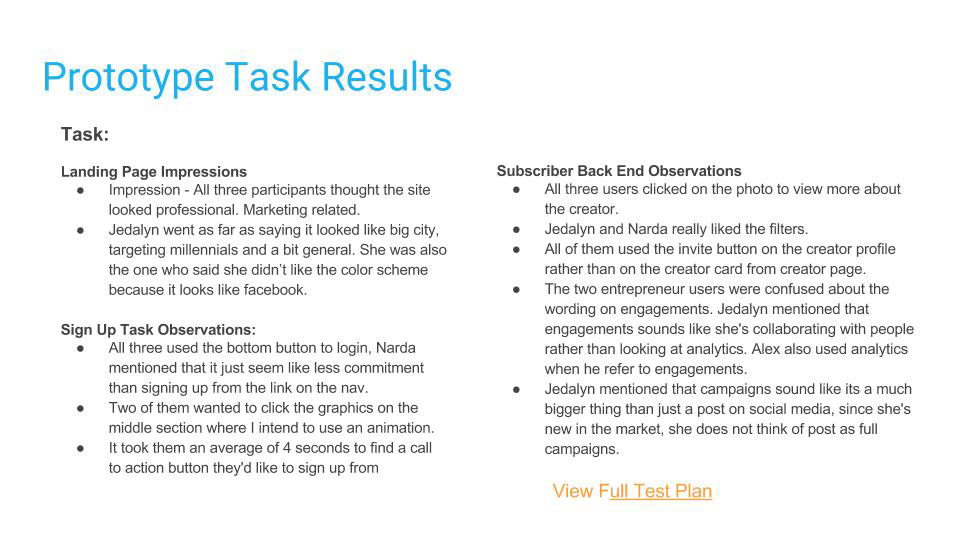 Prototype Task Results
Task:
Landing Page Impressions
● Impression - All three participants thought the site
looked professional. Marketing related.
● Jedalyn went as far as saying it looked like big city,
targeting millennials and a bit general. She was also
the one who said she didn’t like the color scheme
because it looks like facebook.
Sign Up Task Observations:
● All three used the bottom button to login, Narda
mentioned that it just seem like less commitment
than signing up from the link on the nav.
● Two of them wanted to click the graphics on the
middle section where I intend to use an animation.
● It took them an average of 4 seconds to find a call
to action button they'd like to sign up from
Subscriber Back End Observations
● All three users clicked on the photo to view more about
the creator.
● Jedalyn and Narda really liked the filters.
● All of them used the invite button on the creator profile
rather than on the creator card from creator page.
● The two entrepreneur users were confused about the
wording on engagements. Jedalyn mentioned that
engagements sounds like she's collaborating with people
rather than looking at analytics. Alex also used analytics
when he refer to engagements.
● Jedalyn mentioned that campaigns sound like its a much
bigger thing than just a post on social media, since she's
new in the market, she does not think of post as full
campaigns.
View Full Test Plan